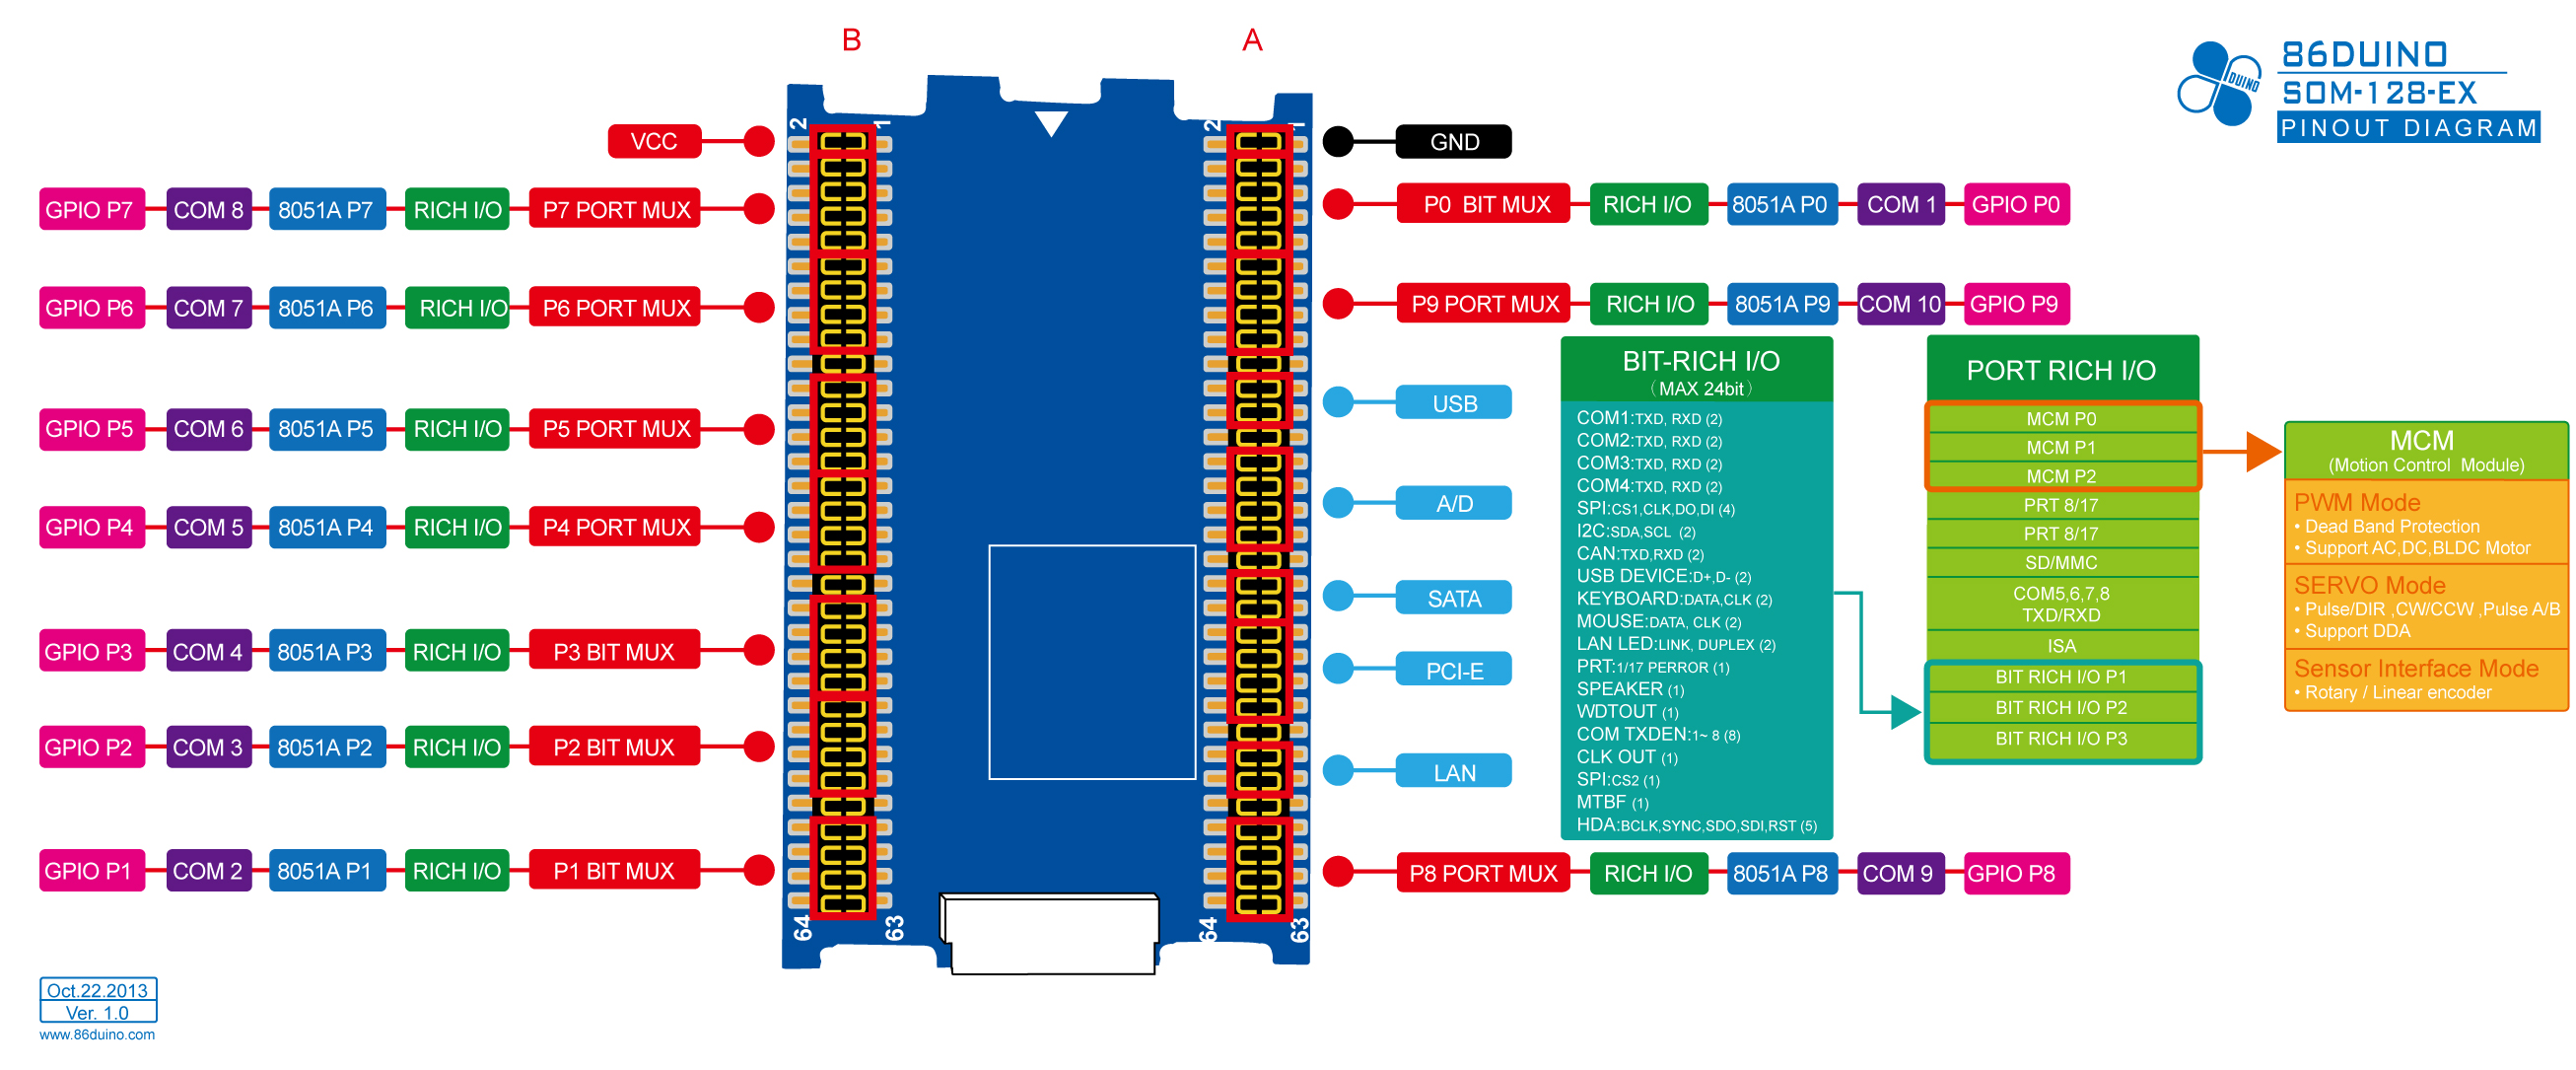 B
A
DUINO
86DUINO
SOM-128-EX
PINOUT DIAGRAM
2
1
2
1
VCC
GND
GPIO P7 COM 8 8051A P7 RICH I/O P7 PORT MUX
P0 BIT MUX RICH I/O 8051A P0 COM 1 GPIO P0
GPIO P6 COM 7 8051A P6 RICH I/O P6 PORT MUX
P9 PORT MUX RICH I/O 8051A P9 COM 10 GPIO P9
GPIO P5 COM 6 8051A P5 RICH I/O P5 PORT MUX
GPIO P4 COM 5 8051A P4 RICH I/O P4 PORT MUX
GPIO P3 COM 4 8051A P3 RICH I/O P3 BIT MUX
GPIO P2 COM 3 8051A P2 RICH I/O P2 BIT MUX
GPIO P1 COM 2 8051A P1 RICH I/O P1 BIT MUX
USB
A/D
SATA
PCI-E
LAN
P8 PORT MUX RICH I/O 8051A P8 COM 9 GPIO P8
64
63
64
63
BIT-RICH I/O
(MAX 24bit)
COM1:TXD, RXD (2)
COM2:TXD, RXD (2)
COM3:TXD, RXD (2)
COM4:TXD, RXD (2)
SPI:CS1,CLK,DO,DI (4)
I2C:SDA,SCL (2)
CAN:TXD,RXD (2)
USB DEVICE:D+,D- (2)
KEYBOARD:DATA,CLK (2)
MOUSE:DATA, CLK (2)
LAN LED:LINK, DUPLEX (2)
PRT:1/17 PERROR (1)
SPEAKER (1)
WDTOUT (1)
COM TXDEN:1~ 8 (8)
CLK OUT (1)
SPI:CS2 (1)
MTBF (1)
HDA:BCLK,SYNC,SDO,SDI,RST (5)
PORT RICH I/O
MCM P0
MCM P1
MCM P2
PRT 8/17
PRT 8/17
SD/MMC
COM5,6,7,8
TXD/RXD
ISA
BIT RICH I/O P1
BIT RICH I/O P2
BIT RICH I/O P3
MCM
(Motion Control Module)
PWM Mode
• Dead Band Protection
• Support AC,DC,BLDC Motor
SERVO Mode
• Pulse/DIR ,CW/CCW ,Pulse A/B
• Support DDA
Sensor Interface Mode
• Rotary / Linear encoder
Oct.22.2013
Ver. 1.0
www.86duino.com